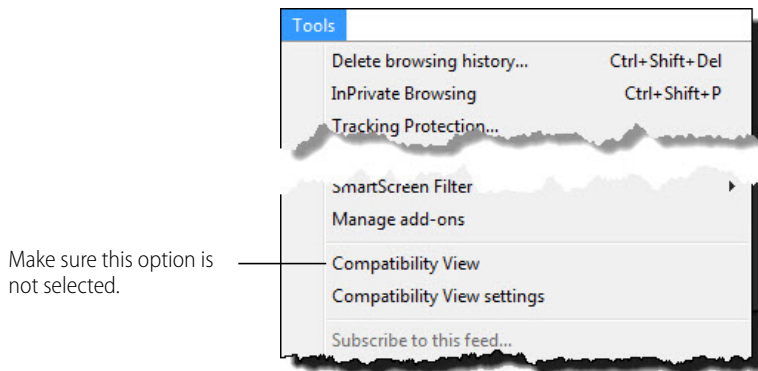 Tools
Delete browsing history... Ctrl+Shift+Del
InPrivate Browsing Ctrl+Shift+P
Tracking Protection...
SmartScreen Filter
Manage add-ons
Make sure this option is
not selected.
Compatibility View
Compatibility View settings
Subscribe to this feed...